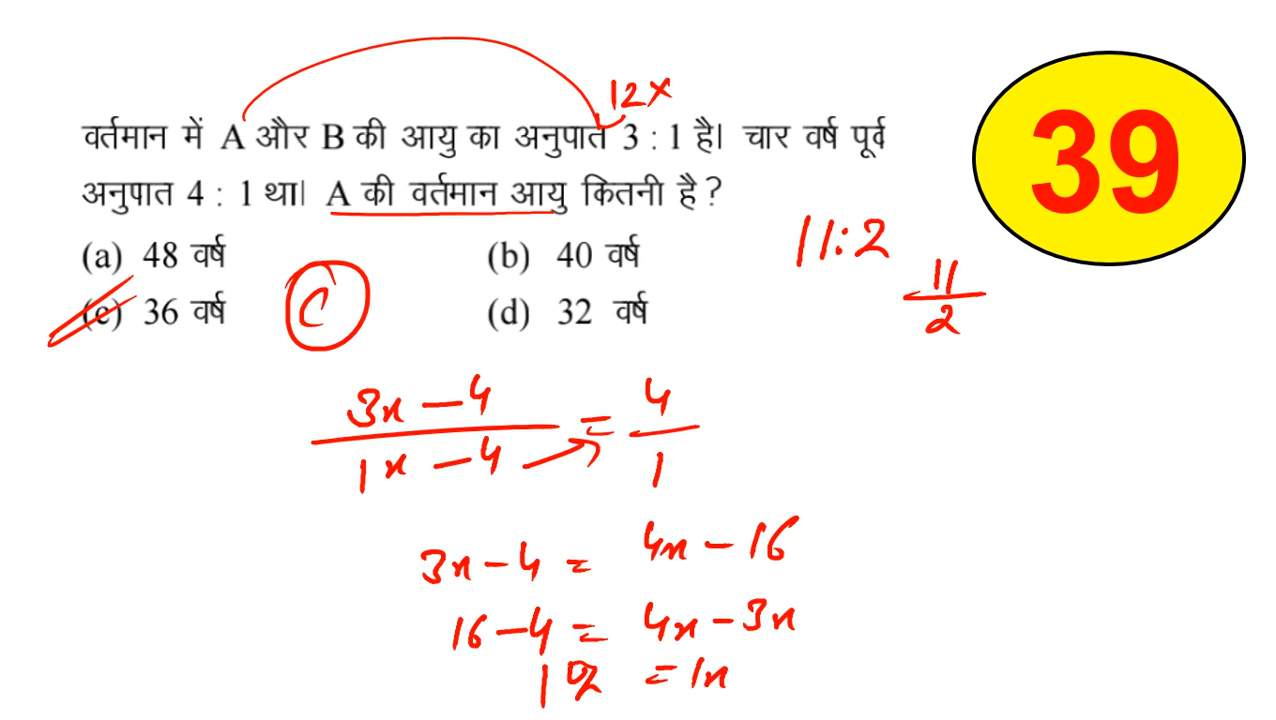 12x
वर्तमान में A और B की आयु का अनुपात 3 : 1 है। चार वर्ष पूर्व
अनुपात 4 : 1 था। A की वर्तमान आयु कितनी है ?
(a) 48 वर्ष (b) 40 वर्ष
(c) 36 वर्ष (d) 32 वर्ष
C
39
11:2
11
2
3x - 4 = 4
1x - 4 1
3x - 4 = 4x - 16
16 - 4 = 4x - 3x
12 = 1x